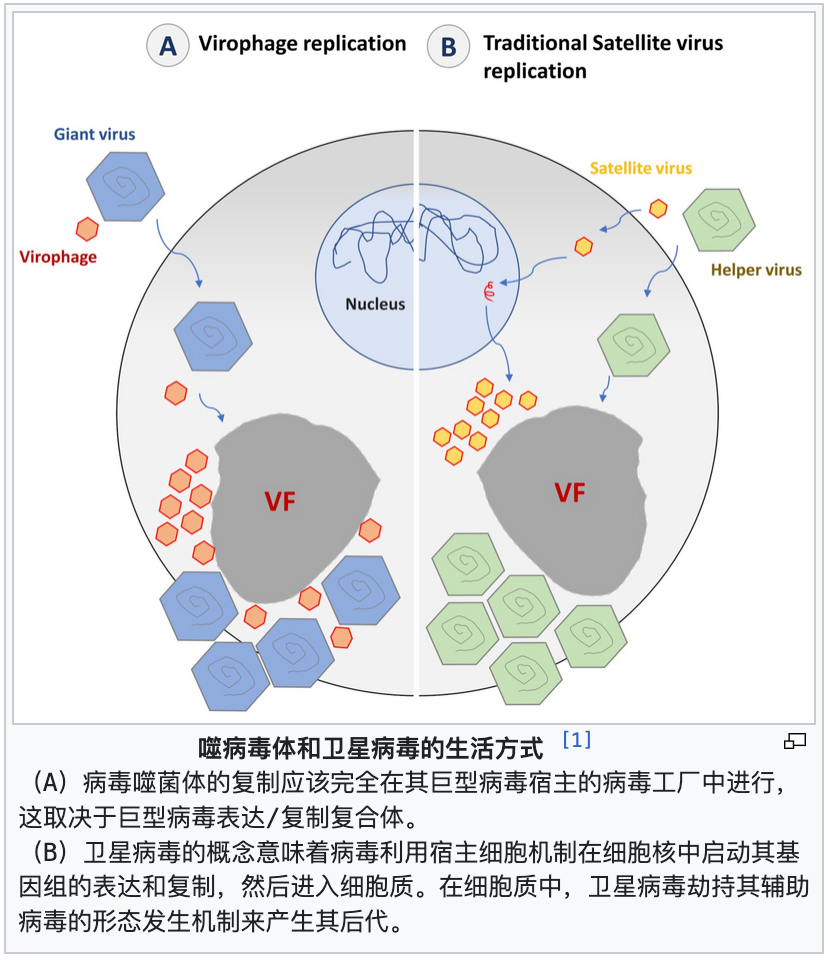 A Virophage replication
B Traditional Satellite virus
replication
Giant virus
Virophage
Satellite virus
Helper virus
Nucleus
VF
VF
噬病毒体和卫星病毒的生活方式 [1]
（A）病毒噬菌体的复制应该完全在其巨型病毒宿主的病毒工厂中进行，
这取决于巨型病毒表达/复制复合体。
（B）卫星病毒的概念意味着病毒利用宿主细胞机制在细胞核中启动其基
因组的表达和复制，然后进入细胞质。在细胞质中，卫星病毒劫持其辅助
病毒的形态发生机制来产生其后代。